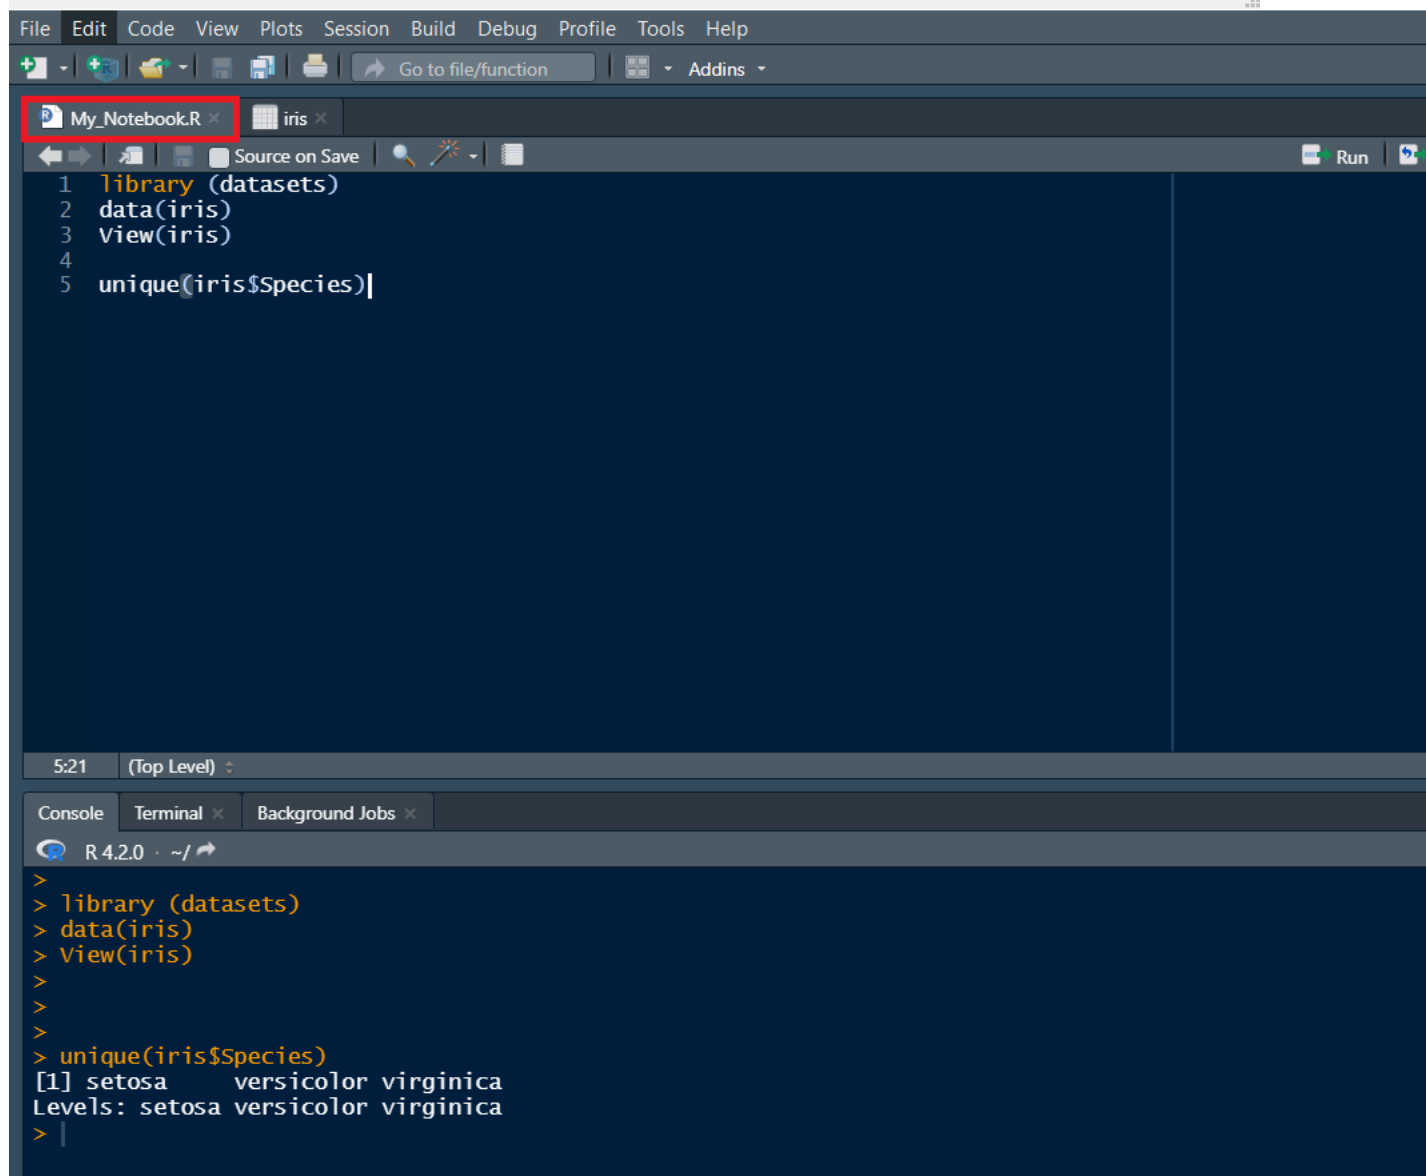 File Edit Code View Plots Session Build Debug Profile Tools Help
Go to file/function Addins
My_Notebook.R iris
Source on Save Run
1 library (datasets)
2 data(iris)
3 View(iris)
4
5 unique(iris$Species)
5:21 (Top Level)
Console Terminal Background Jobs
R 4.2.0 · ~/
>
> library (datasets)
> data(iris)
> View(iris)
>
>
>
> unique(iris$Species)
[1] setosa     versicolor virginica
Levels: setosa versicolor virginica
>